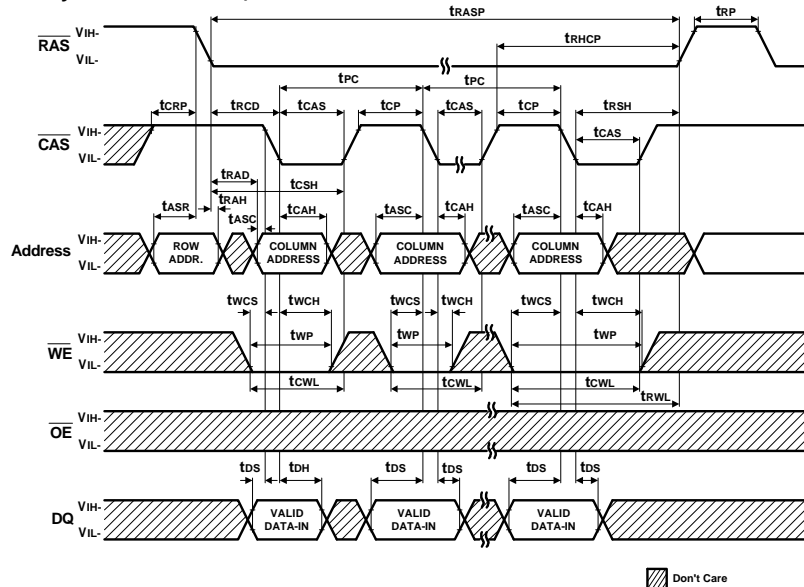 tRASP
tRP
RAS
VIH-
VIL-
tRHCP
tPC
tPC
tCRP
tRCD
tCAS
tCP
tCAS
tCP
tRSH
CAS
VIH-
VIL-
tCAS
tRAD
tCSH
tASR
tRAH
tASC
tCAH
tASC
tCAH
tASC
tCAH
Address
VIH-
VIL-
ROW
ADDR.
COLUMN
ADDRESS
COLUMN
ADDRESS
COLUMN
ADDRESS
tWCS
tWCH
tWCS
tWCH
tWCS
tWCH
WE
VIH-
VIL-
tWP
tWP
tWP
tCWL
tCWL
tCWL
tRWL
OE
VIH-
VIL-
tDS
tDH
tDS
tDS
tDS
tDS
DQ
VIH-
VIL-
VALID
DATA-IN
VALID
DATA-IN
VALID
DATA-IN
Don't Care